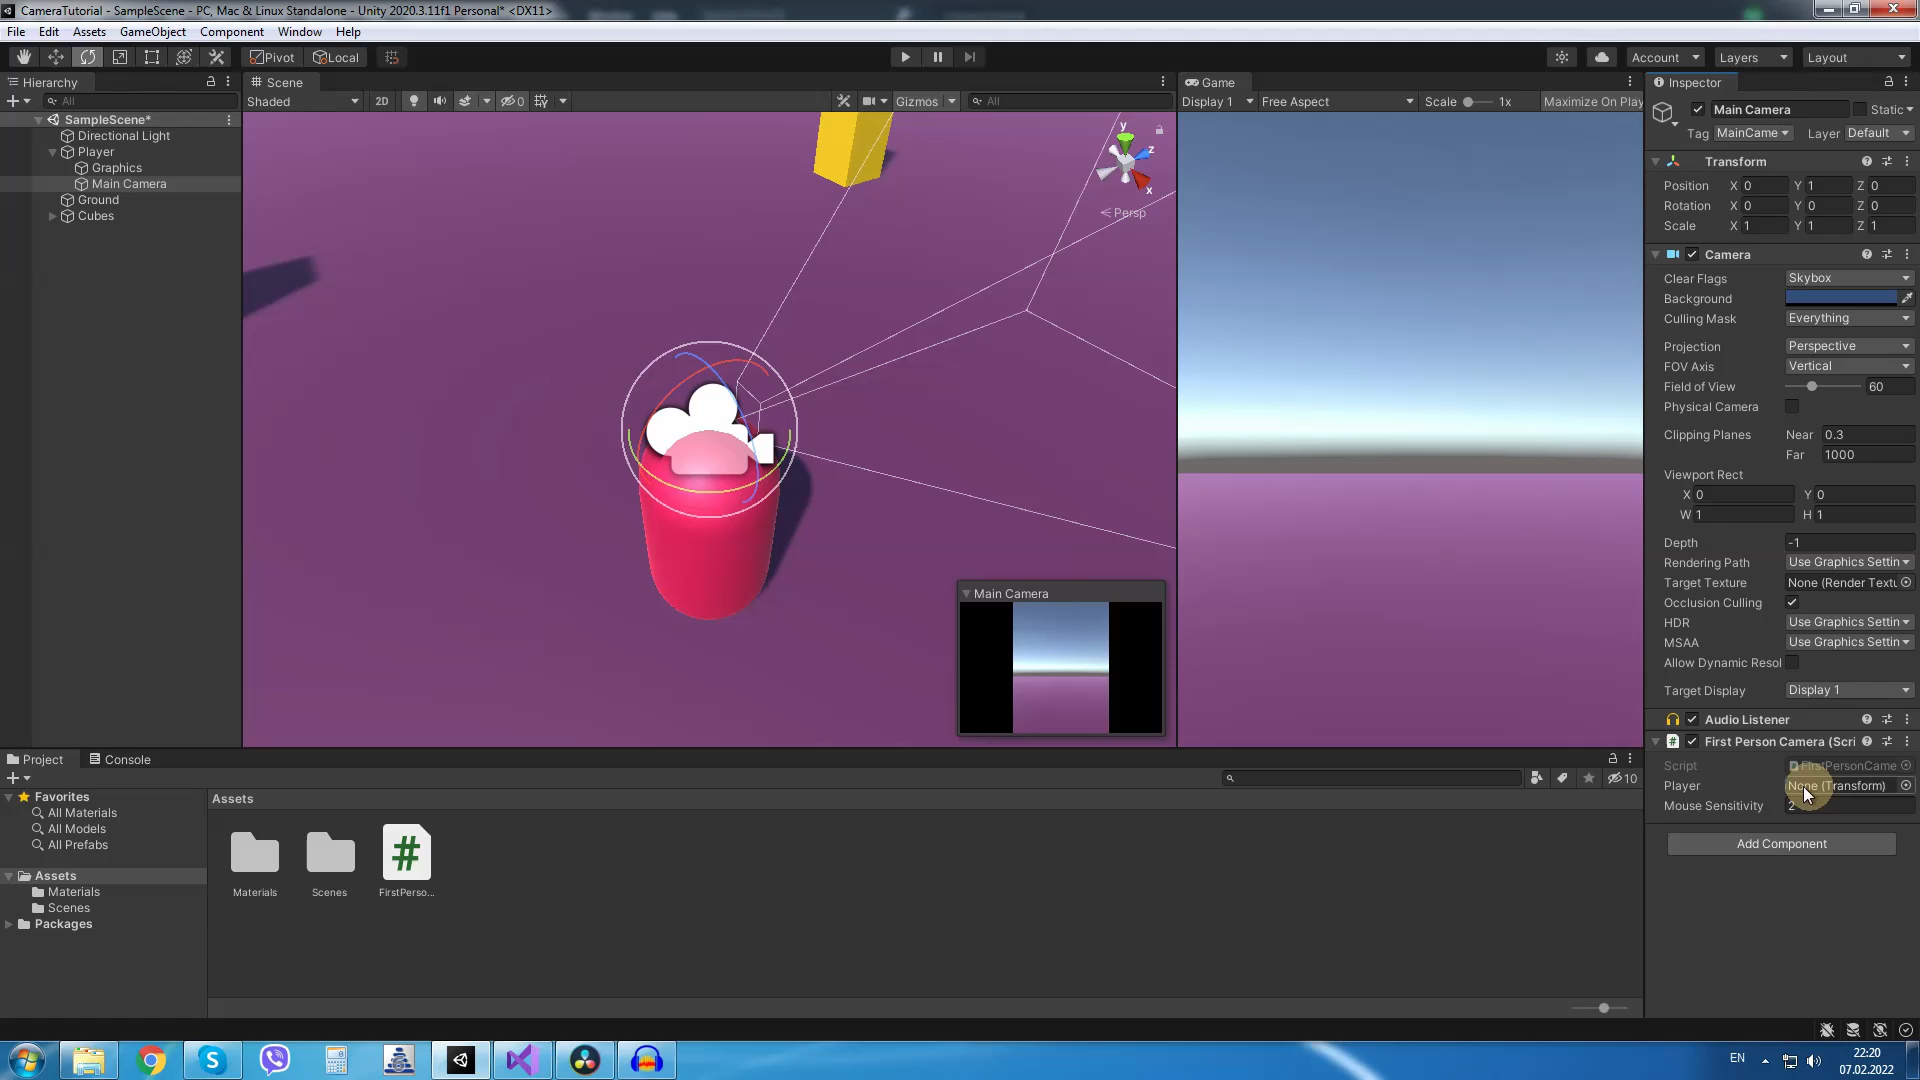 CameraTutorial - SampleScene - PC, Mac & Linux Standalone - Unity 2020.3.11f1 Personal* <DX11>
File Edit Assets GameObject Component Window Help
Pivot Local Account Layers Layout
Hierarchy
All
SampleScene*
Directional Light
Player
Graphics
Main Camera
Ground
Cubes
Scene
Shaded 2D 0 Gizmos All
y
z
x
Persp
Main Camera
Game
Display 1 Free Aspect Scale 1x Maximize On Play
Inspector
Main Camera Static
Tag MainCame Layer Default
Transform
Position X 0 Y 1 Z 0
Rotation X 0 Y 0 Z 0
Scale X 1 Y 1 Z 1
Camera
Clear Flags Skybox
Background
Culling Mask Everything
Projection Perspective
FOV Axis Vertical
Field of View 60
Physical Camera
Clipping Planes Near 0.3
Far 1000
Viewport Rect
X 0 Y 0
W 1 H 1
Depth -1
Rendering Path Use Graphics Settin
Target Texture None (Render Textu
Occlusion Culling
HDR Use Graphics Settin
MSAA Use Graphics Settin
Allow Dynamic Resol
Target Display Display 1
Audio Listener
# First Person Camera (Scri
Script FirstPersonCame
Player None (Transform)
Mouse Sensitivity 2
Add Component
Project Console
10
Favorites
All Materials
All Models
All Prefabs
Assets
Materials
Scenes
Packages
Assets
#
Materials Scenes FirstPerso...
EN
22:20
07.02.2022